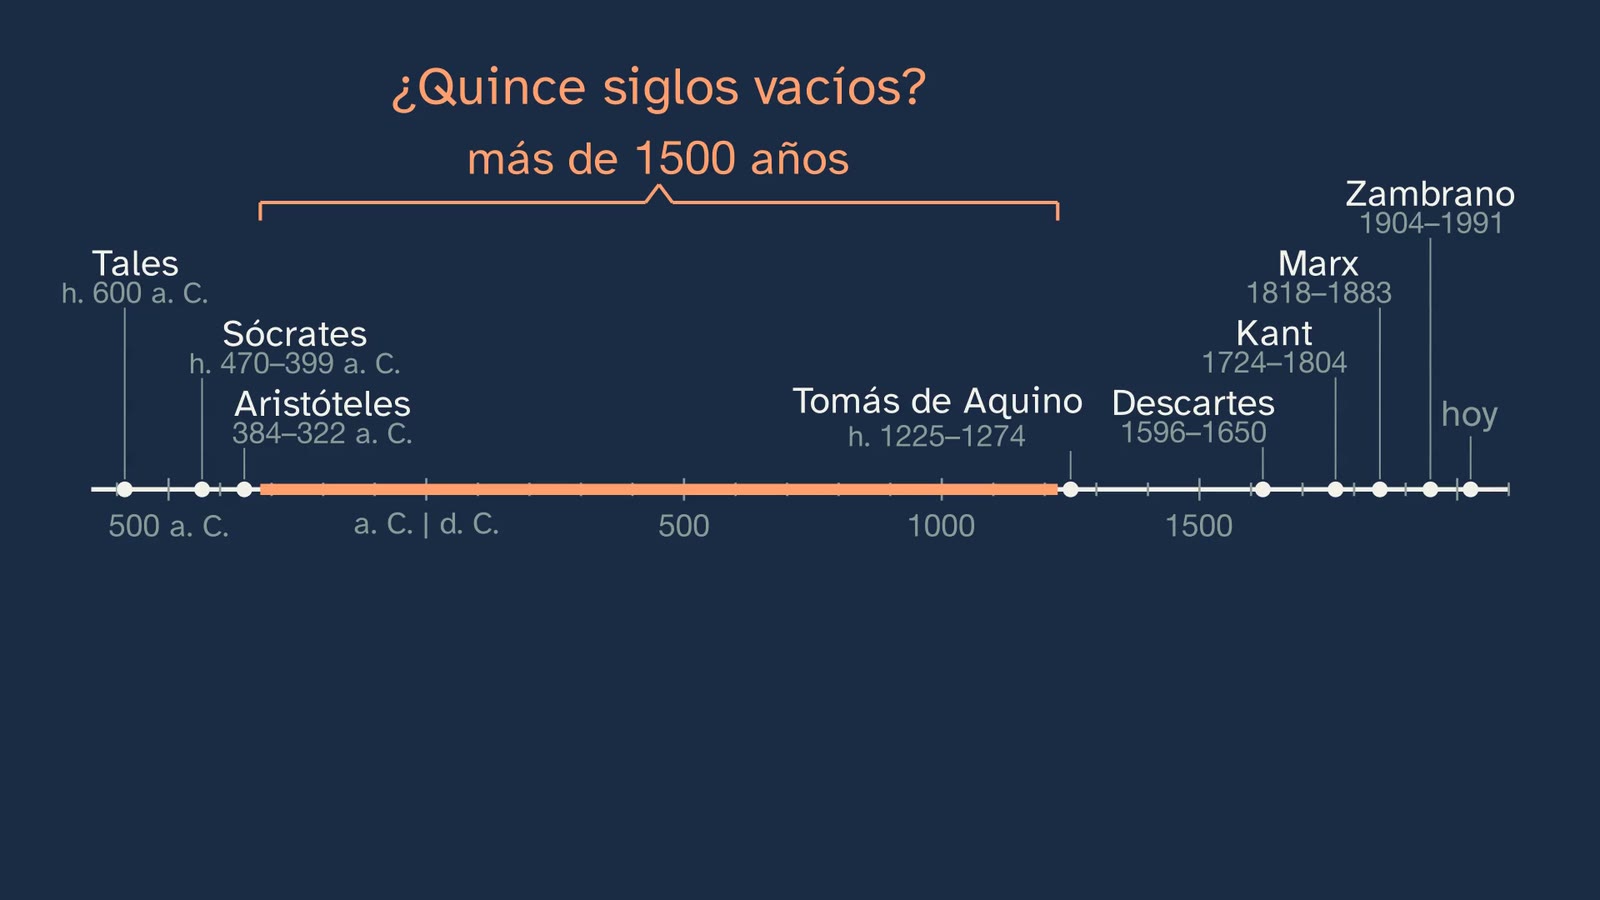 ¿Quince siglos vacíos?
más de 1500 años
Zambrano
1904–1991
Tales
h. 600 a. C.
Marx
1818–1883
Sócrates
h. 470–399 a. C.
Kant
1724–1804
Aristóteles
384–322 a. C.
Tomás de Aquino
h. 1225–1274
Descartes
1596–1650
hoy
500 a. C.
a. C. | d. C.
500
1000
1500